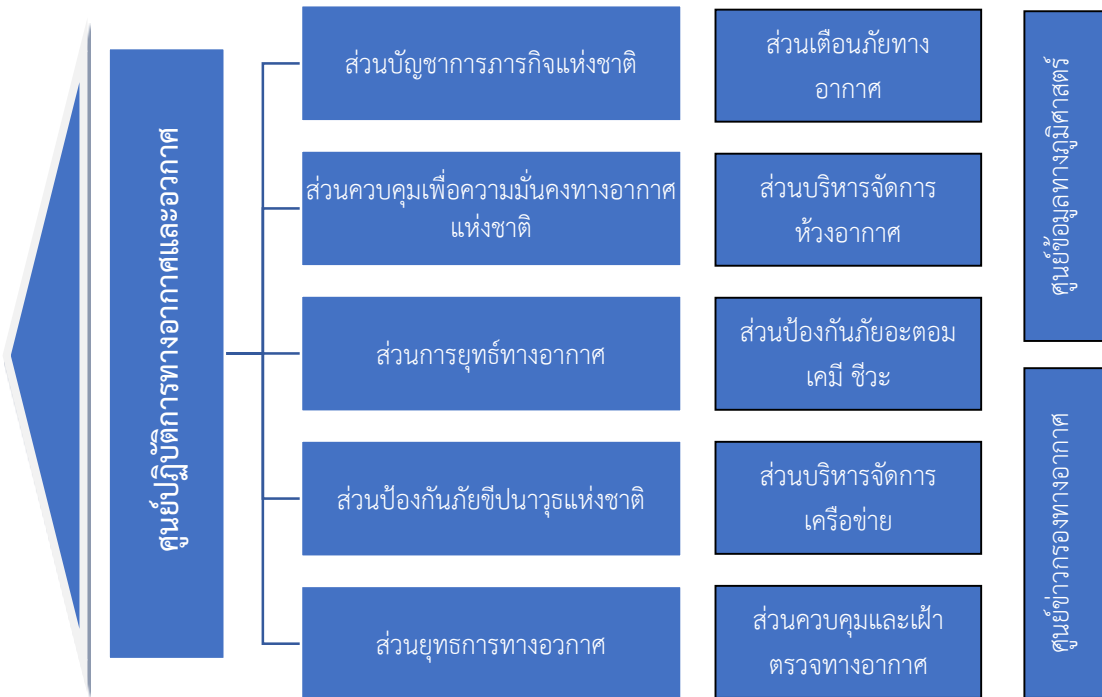 ศูนย์ปฏิบัติการทางอากาศและอวกาศ
ส่วนบัญชาการภารกิจแห่งชาติ
ส่วนควบคุมเพื่อความมั่นคงทางอากาศ
แห่งชาติ
ส่วนการยุทธ์ทางอากาศ
ส่วนป้องกันภัยขีปนาวุธแห่งชาติ
ส่วนยุทธการทางอวกาศ
ส่วนเตือนภัยทาง
อากาศ
ส่วนบริหารจัดการ
ห้วงอากาศ
ส่วนป้องกันภัยอะตอม
เคมี ชีวะ
ส่วนบริหารจัดการ
เครือข่าย
ส่วนควบคุมและเฝ้า
ตรวจทางอากาศ
ศูนย์ข้อมูลทางภูมิศาสตร์
ศูนย์ข่าวกรองทางอากาศ